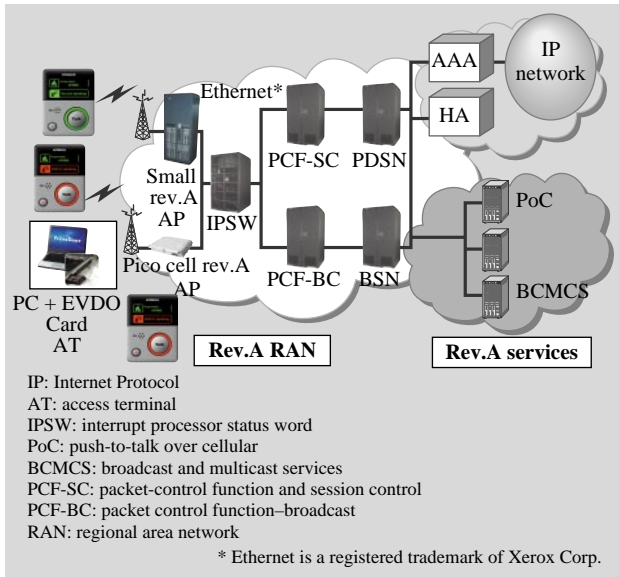 Ethernet*
AAA
IP
network
HA
PCF-SC
PDSN
Small
rev.A
AP
IPSW
PoC
Pico cell rev.A
AP
PCF-BC
BSN
BCMCS
PC + EVDO
Card
AT
Rev.A RAN
Rev.A services
IP: Internet Protocol
AT: access terminal
IPSW: interrupt processor status word
PoC: push-to-talk over cellular
BCMCS: broadcast and multicast services
PCF-SC: packet-control function and session control
PCF-BC: packet control function–broadcast
RAN: regional area network
* Ethernet is a registered trademark of Xerox Corp.